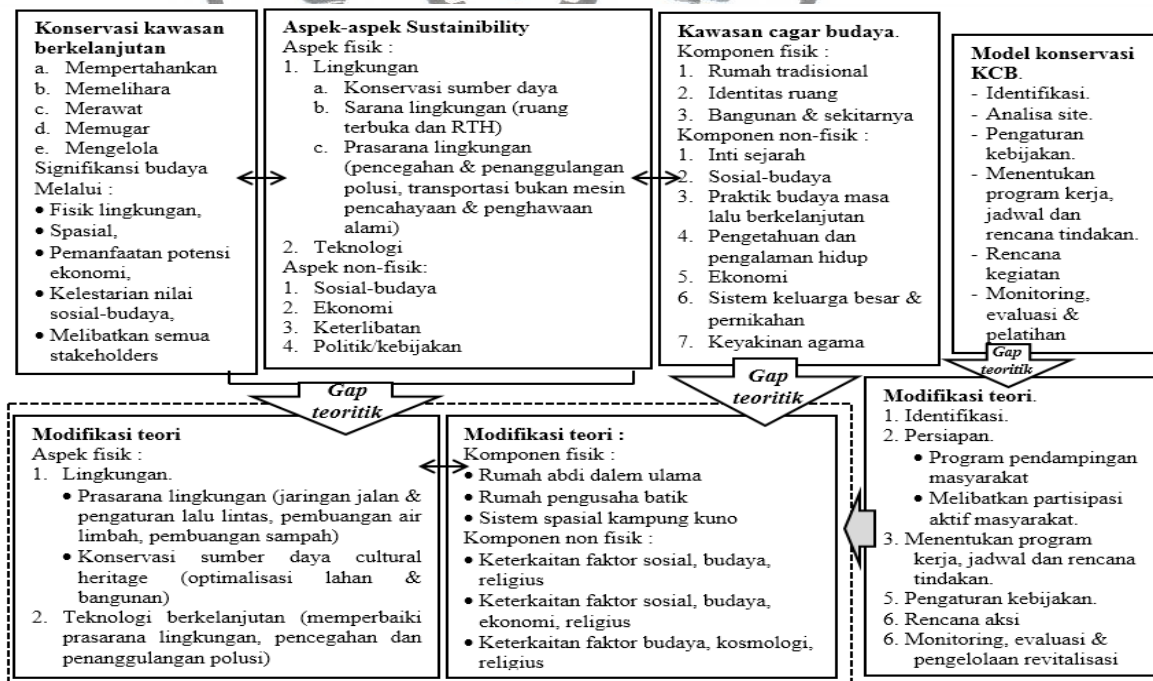 Konservasi kawasan
berkelanjutan
a. Mempertahankan
b. Memelihara
c. Merawat
d. Memugar
e. Mengelola
Signifikansi budaya
Melalui :
• Fisik lingkungan,
• Spasial,
• Pemanfaatan potensi
ekonomi,
• Kelestarian nilai
sosial-budaya,
• Melibatkan semua
stakeholders
Aspek-aspek Sustainibility
Aspek fisik :
1. Lingkungan
a. Konservasi sumber daya
b. Sarana lingkungan (ruang
terbuka dan RTH)
c. Prasarana lingkungan
(pencegahan & penanggulangan
polusi, transportasi bukan mesin
pencahayaan & penghawaan
alami)
2. Teknologi
Aspek non-fisik:
1. Sosial-budaya
2. Ekonomi
3. Keterlibatan
4. Politik/kebijakan
Kawasan cagar budaya.
Komponen fisik :
1. Rumah tradisional
2. Identitas ruang
3. Bangunan & sekitarnya
Komponen non-fisik :
1. Inti sejarah
2. Sosial-budaya
3. Praktik budaya masa
lalu berkelanjutan
4. Pengetahuan dan
pengalaman hidup
5. Ekonomi
6. Sistem keluarga besar &
pernikahan
7. Keyakinan agama
Model konservasi
KCB.
- Identifikasi.
- Analisa site.
- Pengaturan
kebijakan.
- Menentukan
program kerja,
jadwal dan
rencana tindakan.
- Rencana
kegiatan
- Monitoring,
evaluasi &
pelatihan
Gap
teoritik
Gap
teoritik
Gap
teoritik
Modifikasi teori
Aspek fisik :
1. Lingkungan.
• Prasarana lingkungan (jaringan jalan &
pengaturan lalu lintas, pembuangan air
limbah, pembuangan sampah)
• Konservasi sumber daya cultural
heritage (optimalisasi lahan &
bangunan)
2. Teknologi berkelanjutan (memperbaiki
prasarana lingkungan, pencegahan dan
penanggulangan polusi)
Modifikasi teori :
Komponen fisik :
• Rumah abdi dalem ulama
• Rumah pengusaha batik
• Sistem spasial kampung kuno
Komponen non fisik :
• Keterkaitan faktor sosial, budaya,
religius
• Keterkaitan faktor sosial, budaya,
ekonomi, religius
• Keterkaitan faktor budaya, kosmologi,
religius
Modifikasi teori.
1. Identifikasi.
2. Persiapan.
• Program pendampingan
masyarakat
• Melibatkan partisipasi
aktif masyarakat.
3. Menentukan program
kerja, jadwal dan rencana
tindakan.
5. Pengaturan kebijakan.
6. Rencana aksi
6. Monitoring, evaluasi &
pengelolaan revitalisasi